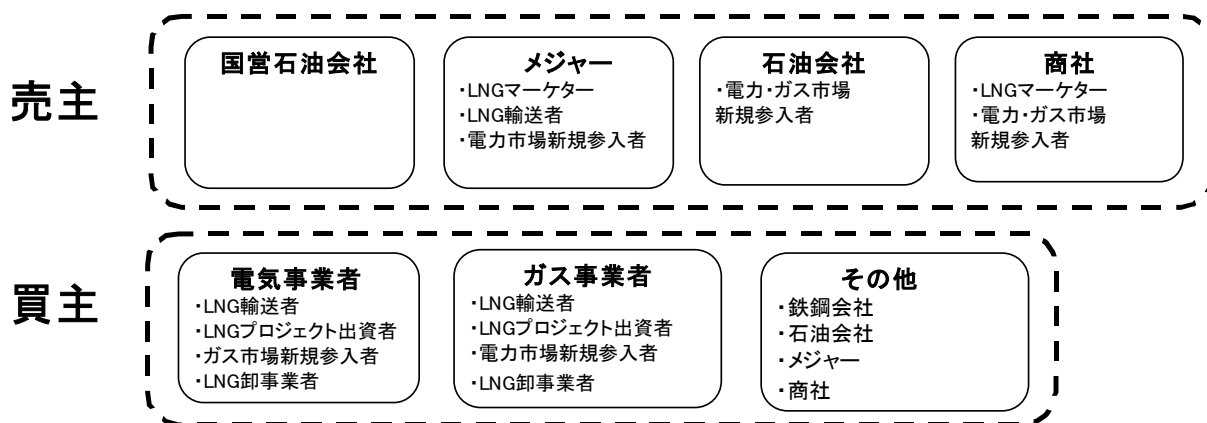 売主
国営石油会社
メジャー
・LNGマーケター
・LNG輸送者
・電力市場新規参入者
石油会社
・電力・ガス市場
新規参入者
商社
・LNGマーケター
・電力・ガス市場
新規参入者
買主
電気事業者
・LNG輸送者
・LNGプロジェクト出資者
・ガス市場新規参入者
・LNG卸事業者
ガス事業者
・LNG輸送者
・LNGプロジェクト出資者
・電力市場新規参入者
・LNG卸事業者
その他
・鉄鋼会社
・石油会社
・メジャー
・商社